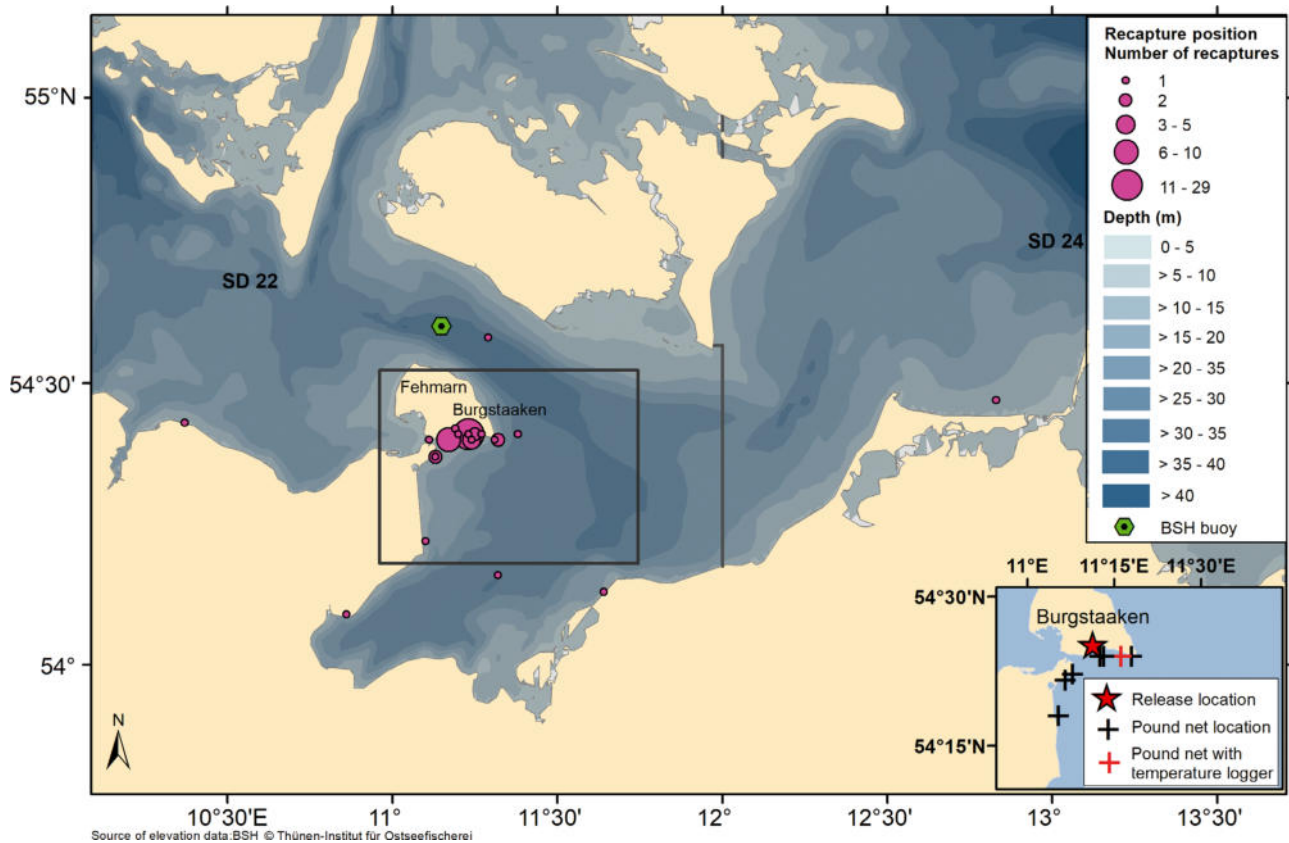 Recapture position
Number of recaptures
1
2
3 - 5
6 - 10
11 - 29
Depth (m)
0 - 5
> 5 - 10
> 10 - 15
> 15 - 20
> 20 - 35
> 25 - 30
> 30 - 35
> 35 - 40
> 40
BSH buoy
55°N
54°30'
54°
SD 22
SD 24
Fehmarn
Burgstaaken
N
10°30'E
11°
11°30'
12°
12°30'
13°
13°30'
11°E
11°15'E
11°30'E
54°30'N
54°15'N
Burgstaaken
Release location
Pound net location
Pound net with
temperature logger
Source of elevation data:BSH © Thünen-Institut für Ostseefischerei